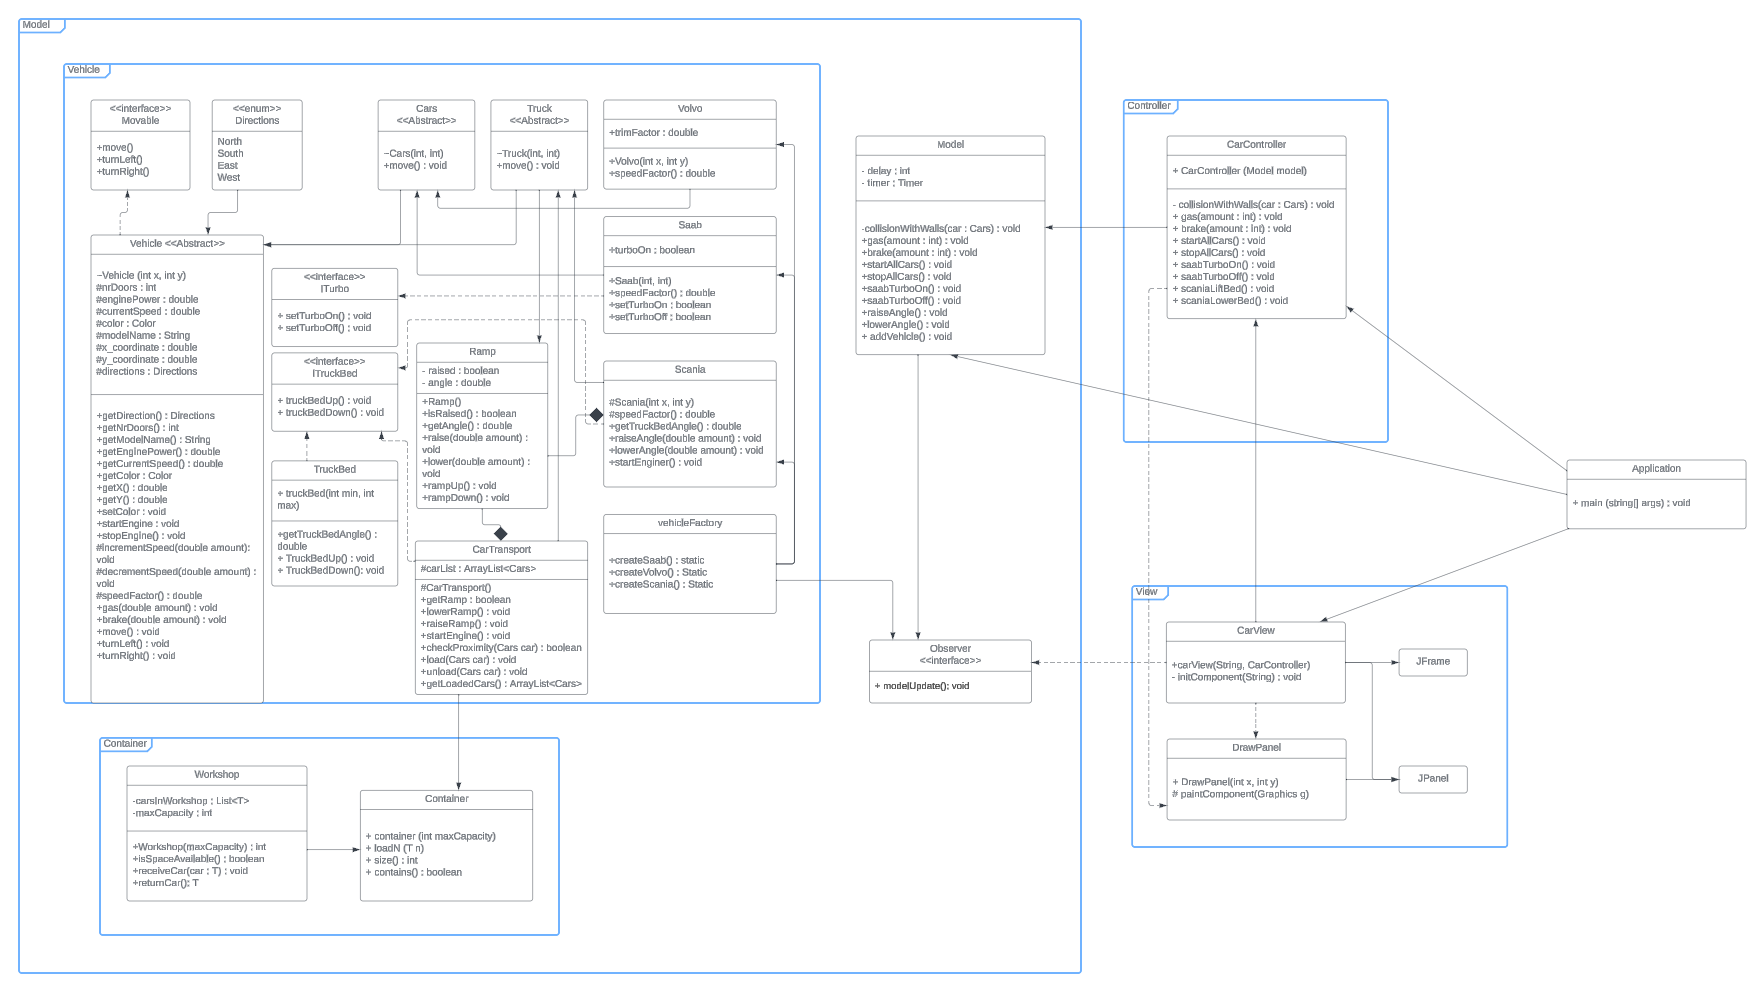 Model
Vehicle
<<interface>>
Movable
+move()
+turnLeft()
+turnRight()
<<enum>>
Directions
North
South
East
West
Cars
<<Abstract>>
~Cars(int, int)
+move() : void
Truck
<<Abstract>>
~Truck(int, int)
+move() : void
Volvo
+trimFactor : double
+Volvo(int x, int y)
+speedFactor() : double
Vehicle <<Abstract>>
~Vehicle (int x, int y)
#nrDoors : int
#enginePower : double
#currentSpeed : double
#color : Color
#modelName : String
#x_coordinate : double
#y_coordinate : double
#directions : Directions
+getDirection() : Directions
+getNrDoors() : int
+getModelName() : String
+getEnginePower() : double
+getCurrentSpeed() : double
+getColor : Color
+getX() : double
+getY() : double
+setColor : void
+startEngine : void
+stopEngine() : void
#incrementSpeed(double amount):
void
#decrementSpeed(double amount) :
void
#speedFactor() : double
+gas(double amount) : void
+brake(double amount) : void
+move() : void
+turnLeft() : void
+turnRight() : void
<<interface>>
ITurbo
+ setTurboOn() : void
+ setTurboOff() : void
<<interface>>
ITruckBed
+ truckBedUp() : void
+ truckBedDown() : void
TruckBed
+ truckBed(int min, int
max)
+getTruckBedAngle() :
double
+ TruckBedUp() : void
+ TruckBedDown(): void
Saab
+turboOn : boolean
+Saab(int, int)
+speedFactor() : double
+setTurboOn : boolean
+setTurboOff : boolean
Ramp
- raised : boolean
- angle : double
+Ramp()
+isRaised() : boolean
+getAngle() : double
+raise(double amount) :
void
+lower(double amount) :
void
+rampUp() : void
+rampDown() : void
Scania
#Scania(int x, int y)
#speedFactor() : double
+getTruckBedAngle() : double
+raiseAngle(double amount) : void
+lowerAngle(double amount) : void
+startEnginer() : void
vehicleFactory
+createSaab() : static
+createVolvo() : Static
+createScania() : Static
CarTransport
#carList : ArrayList<Cars>
#CarTransport()
+getRamp : boolean
+lowerRamp() : void
+raiseRamp() : void
+startEngine() : void
+checkProximity(Cars car) : boolean
+load(Cars car) : void
+unload(Cars car) : void
+getLoadedCars() : ArrayList<Cars>
Container
Workshop
-carsInWorkshop : List<T>
-maxCapacity : int
+Workshop(maxCapacity) : int
+isSpaceAvailable() : boolean
+receiveCar(car : T) : void
+returnCar(): T
Container
+ container (int maxCapacity)
+ loadN (T n)
+ size() : int
+ contains() : boolean
Model
- delay : int
- timer : Timer
-collisionWithWalls(car : Cars) : void
+gas(amount : int) : void
+brake(amount : int) : void
+startAllCars() : void
+stopAllCars() : void
+saabTurboOn() : void
+saabTurboOff() : void
+raiseAngle() : void
+lowerAngle() : void
+ addVehicle() : void
Observer
<<interface>>
+ modelUpdate(): void
Controller
CarController
+ CarController (Model model)
- collisionWithWalls(car : Cars) : void
+ gas(amount : int) : void
+ brake(amount : int) : void
+ startAllCars() : void
+ stopAllCars() : void
+ saabTurboOn() : void
+ saabTurboOff() : void
+ scaniaLiftBed() : void
+ scaniaLowerBed() : void
Application
+ main (string[] args) : void
View
CarView
+carView(String, CarController)
- initComponent(String) : void
JFrame
DrawPanel
+ DrawPanel(int x, int y)
# paintComponent(Graphics g)
JPanel